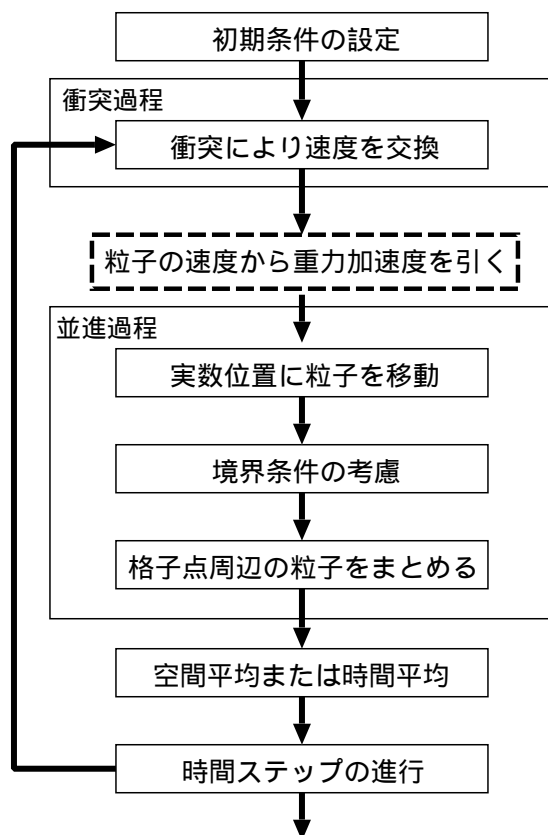 初期条件の設定
衝突過程
衝突により速度を交換
粒子の速度から重力加速度を引く
並進過程
実数位置に粒子を移動
境界条件の考慮
格子点周辺の粒子をまとめる
空間平均または時間平均
時間ステップの進行